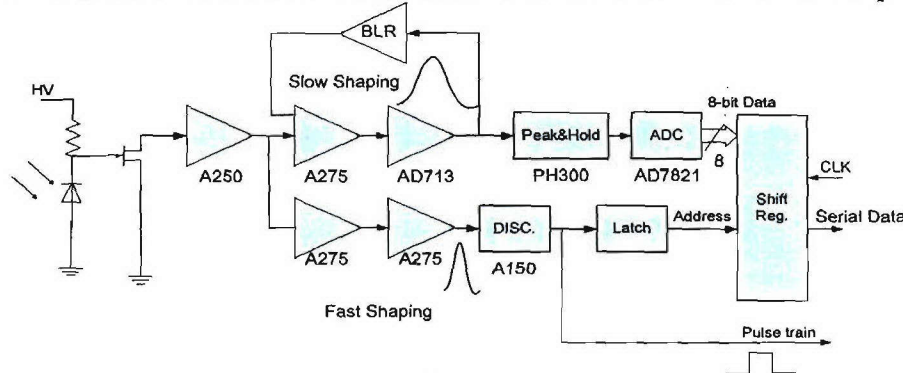 BLR
Slow Shaping
HV
8-bit Data
Peak&Hold
ADC
8
A250
A275
AD713
PH300
AD7821
CLK
Shift
Reg.
Serial Data
DISC.
Latch
Address
A275
A275
A150
Fast Shaping
Pulse train